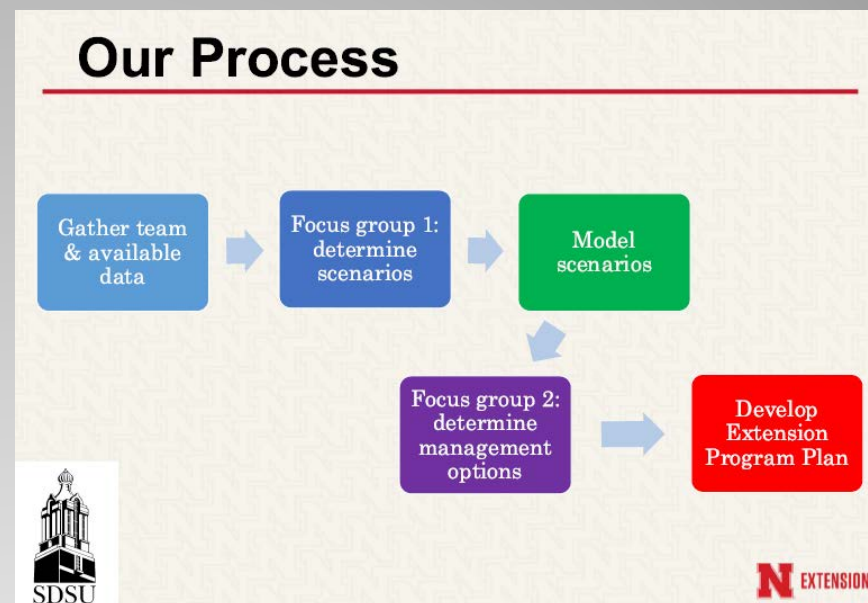 Our Process
Gather team
& available
data
Focus group 1:
determine
scenarios
Model
scenarios
Focus group 2:
determine
management
options
Develop
Extension
Program Plan
SDSU
N EXTENSION